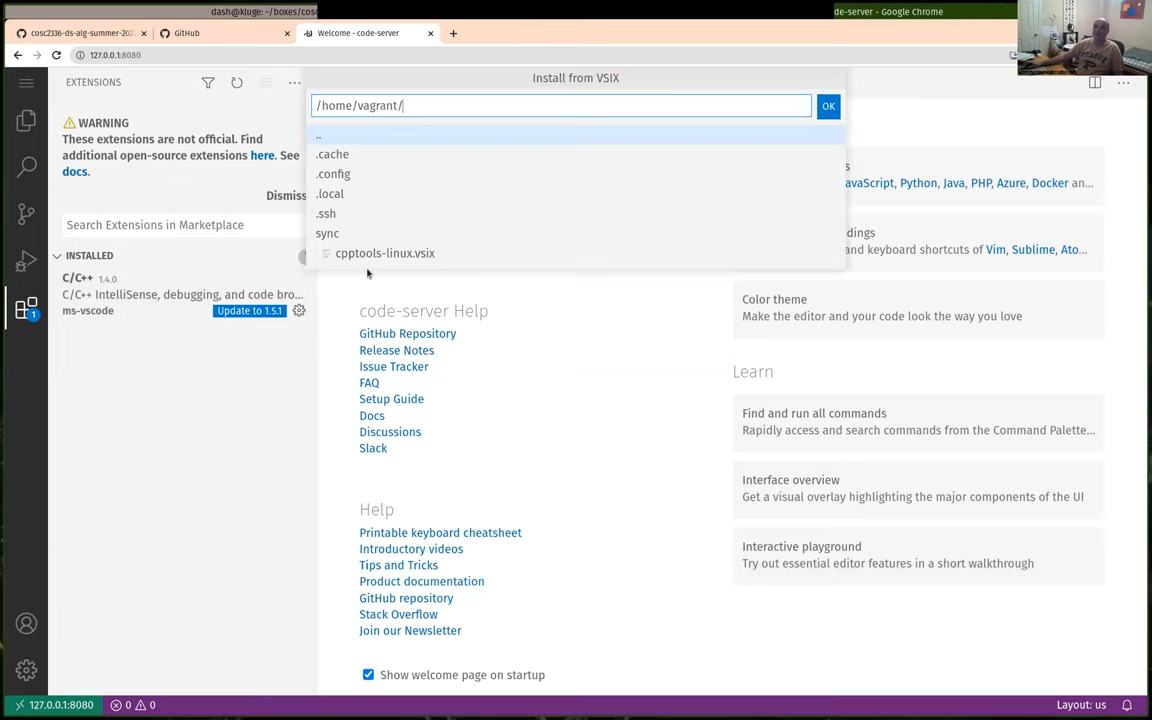 dash@kluge: ~/boxes/cosc
de-server - Google Chrome
cosc2336-ds-alg-summer-202
GitHub
Welcome - code-server
127.0.0.1:8080
EXTENSIONS
Install from VSIX
/home/vagrant/
OK
..
.cache
.config
.local
.ssh
sync
cpptools-linux.vsix
WARNING
These extensions are not official. Find
additional open-source extensions here. See
docs.
Dismiss
Search Extensions in Marketplace
INSTALLED
C/C++ 1.4.0
C/C++ IntelliSense, debugging, and code bro...
ms-vscode
Update to 1.5.1
1
code-server Help
GitHub Repository
Release Notes
Issue Tracker
FAQ
Setup Guide
Docs
Discussions
Slack
Help
Printable keyboard cheatsheet
Introductory videos
Tips and Tricks
Product documentation
GitHub repository
Stack Overflow
Join our Newsletter
Show welcome page on startup
s
avaScript, Python, Java, PHP, Azure, Docker an...
dings
and keyboard shortcuts of Vim, Sublime, Ato...
Color theme
Make the editor and your code look the way you love
Learn
Find and run all commands
Rapidly access and search commands from the Command Palette...
Interface overview
Get a visual overlay highlighting the major components of the UI
Interactive playground
Try out essential editor features in a short walkthrough
127.0.0.1:8080
0
0
Layout: us